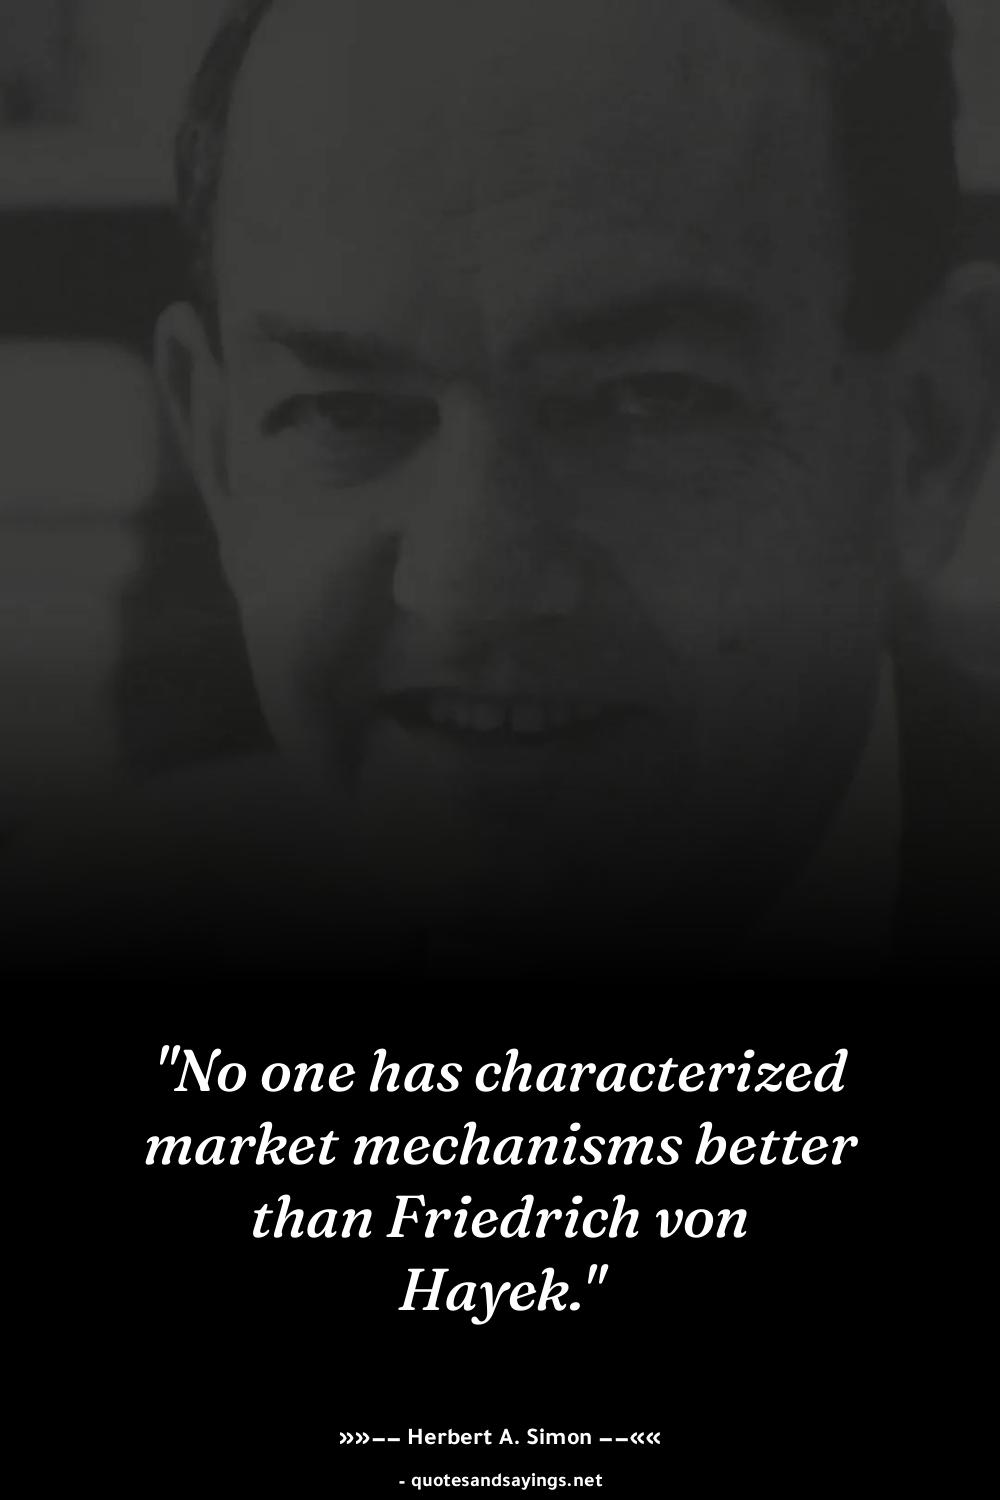 "No one has characterized
market mechanisms better
than Friedrich von
Hayek."
»»–– Herbert A. Simon ––««
- quotesandsayings.net